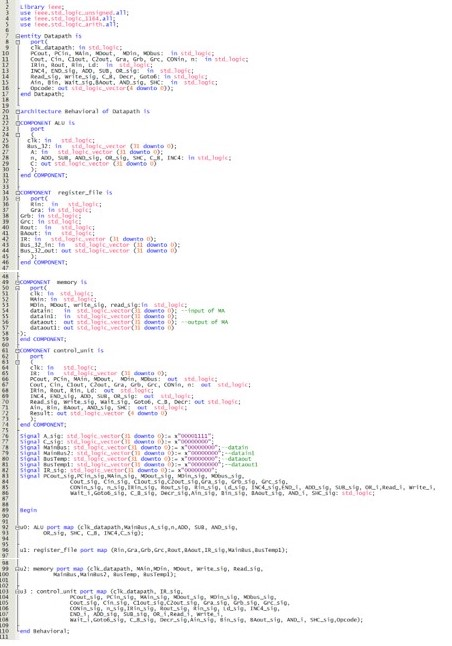 Library ieee;
use ieee.std_logic_unsigned.all;
use ieee.std_logic_1164.all;
use ieee.std_logic_arith.all;
entity Datapath is
port(
clk_datapath: in std_logic;
PCout, PCin, MAin, MDout, MDin, MDbus: in std_logic;
Cout, Cin, C1out, C2out, Gra, Grb, Grc, CONin, n: in std_logic;
IRin, Rout, Rin, Ld: in std_logic;
INC4, END_sig, ADD, SUB, OR_sig: in std_logic;
Read_sig, Write_sig, C_B, Decr, Goto6: in std_logic;
Ain, Bin, Wait_sig, BAout, AND_sig, SHC: in std_logic;
Opcode: out std_logic_vector(4 downto 0));
end Datapath;
architecture Behavioral of Datapath is
COMPONENT ALU is
port
(
clk: in std_logic;
Bus_32: in std_logic_vector (31 downto 0);
A: in std_logic_vector (31 downto 0);
n, ADD, SUB, AND_sig, OR_sig, SHC, C_B, INC4: in std_logic;
C: out std_logic_vector (31 downto 0)
);
end COMPONENT;
COMPONENT register_file is
port(
Rin: in std_logic;
Gra: in std_logic;
Grb: in std_logic;
Grc: in std_logic;
Rout: in std_logic;
BAout: in std_logic;
IR: in std_logic_vector (31 downto 0);
Bus_32_in: in std_logic_vector (31 downto 0);
Bus_32_out: out std_logic_vector (31 downto 0)
);
end COMPONENT;
COMPONENT memory is
port(
clk: in std_logic;
MAin: in std_logic;
MDin, MDout, write_sig, read_sig:in std_logic;
datain: in std_logic_vector(31 downto 0); --input of MA
datain1: in std_logic_vector(31 downto 0);
dataout: out std_logic_vector(31 downto 0); --output of MA
dataout1: out std_logic_vector(31 downto 0)
);
end COMPONENT;
COMPONENT control_unit is
port
(
clk: in std_logic;
IR: in std_logic_vector (31 downto 0);
PCout, PCin, MAin, MDout, MDin, MDbus: out std_logic;
Cout, Cin, C1out, C2out, Gra, Grb, Grc, CONin, n: out std_logic;
IRin, Rout, Rin, Ld: out std_logic;
INC4, END_sig, ADD, SUB, OR_sig: out std_logic;
Read_sig, Write_sig, Wait_sig, Goto6, C_B, Decr: out std_logic;
Ain, Bin, BAout, AND_sig, SHC: out std_logic;
Result: out std_logic_vector (4 downto 0)
);
end COMPONENT;
Signal A_sig: std_logic_vector(31 downto 0):= x"00001111";
Signal C_sig: std_logic_vector(31 downto 0):= x"00000000";
Signal MainBus: std_logic_vector(31 downto 0):= x"00000000";--datain
Signal MainBus2: std_logic_vector(31 downto 0):= x"00000000";--datain1
Signal BusTemp: std_logic_vector(31 downto 0):= x"00000000";--dataout
Signal BusTemp1: std_logic_vector(31 downto 0):= x"00000000";--dataout1
Signal IR_sig: std_logic_vector(31 downto 0):= x"00000000";
Signal PCout_sig,PCin_sig,MAin_sig, MDout_sig, MDin_sig, MDbus_sig,
Cout_sig, Cin_sig, C1out_sig,C2out_sig,Gra_sig, Grb_sig, Grc_sig,
CONin_sig, n_sig,IRin_sig, Rout_sig, Rin_sig, Ld_sig, INC4_sig,END_i, ADD_sig, SUB_sig, OR_i,Read_i, Write_i,
Wait_i,Goto6_sig, C_B_sig, Decr_sig,Ain_sig, Bin_sig, BAout_sig, AND_i, SHC_sig: std_logic;
Begin
u0: ALU port map (clk_datapath,MainBus,A_sig,n,ADD, SUB, AND_sig,
OR_sig, SHC, C_B, INC4,C_sig);
u1: register_file port map (Rin,Gra,Grb,Grc,Rout,BAout,IR_sig,MainBus,BusTemp1);
u2: memory port map (clk_datapath, MAin,MDin, MDout, Write_sig, Read_sig,
MainBus,MainBus2, BusTemp, BusTemp1);
u3 : control_unit port map (clk_datapath, IR_sig,
PCout_sig, PCin_sig, MAin_sig, MDout_sig, MDin_sig, MDbus_sig,
Cout_sig, Cin_sig, C1out_sig,C2out_sig, Gra_sig, Grb_sig, Grc_sig,
CONin_sig, n_sig,IRin_sig, Rout_sig, Rin_sig, Ld_sig, INC4_sig,
END_i, ADD_sig, SUB_sig, OR_i,Read_i, Write_i,
Wait_i,Goto6_sig, C_B_sig, Decr_sig,Ain_sig, Bin_sig, BAout_sig, AND_i, SHC_sig,Opcode);
end Behavioral;